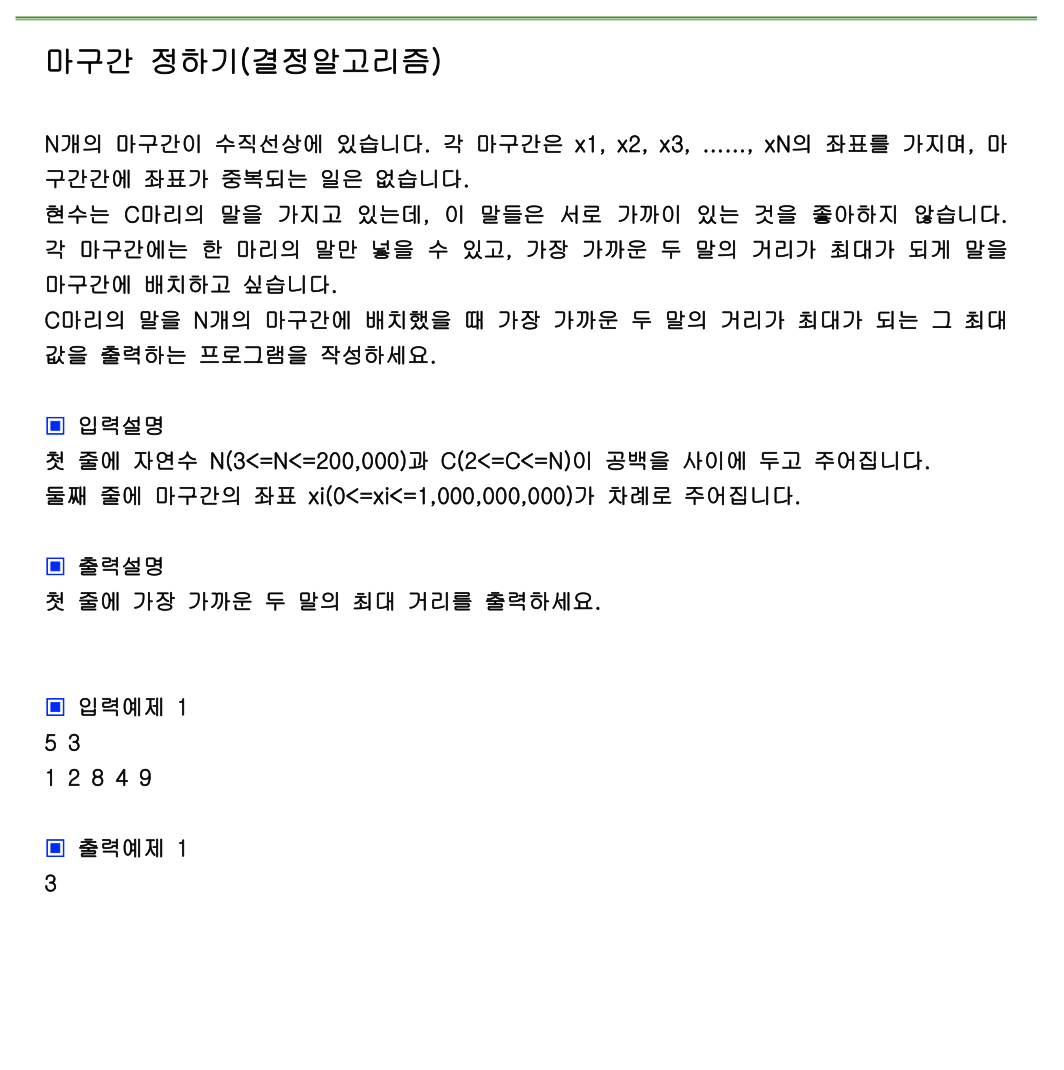 마구간 정하기(결정알고리즘)
N개의 마구간이 수직선상에 있습니다. 각 마구간은 x1, x2, x3, ......, xN의 좌표를 가지며, 마
구간간에 좌표가 중복되는 일은 없습니다.
현수는 C마리의 말을 가지고 있는데, 이 말들은 서로 가까이 있는 것을 좋아하지 않습니다.
각 마구간에는 한 마리의 말만 넣을 수 있고, 가장 가까운 두 말의 거리가 최대가 되게 말을
마구간에 배치하고 싶습니다.
C마리의 말을 N개의 마구간에 배치했을 때 가장 가까운 두 말의 거리가 최대가 되는 그 최대
값을 출력하는 프로그램을 작성하세요.
▣ 입력설명
첫 줄에 자연수 N(3<=N<=200,000)과 C(2<=C<=N)이 공백을 사이에 두고 주어집니다.
둘째 줄에 마구간의 좌표 xi(0<=xi<=1,000,000,000)가 차례로 주어집니다.
▣ 출력설명
첫 줄에 가장 가까운 두 말의 최대 거리를 출력하세요.
▣ 입력예제 1
5 3
1 2 8 4 9
▣ 출력예제 1
3